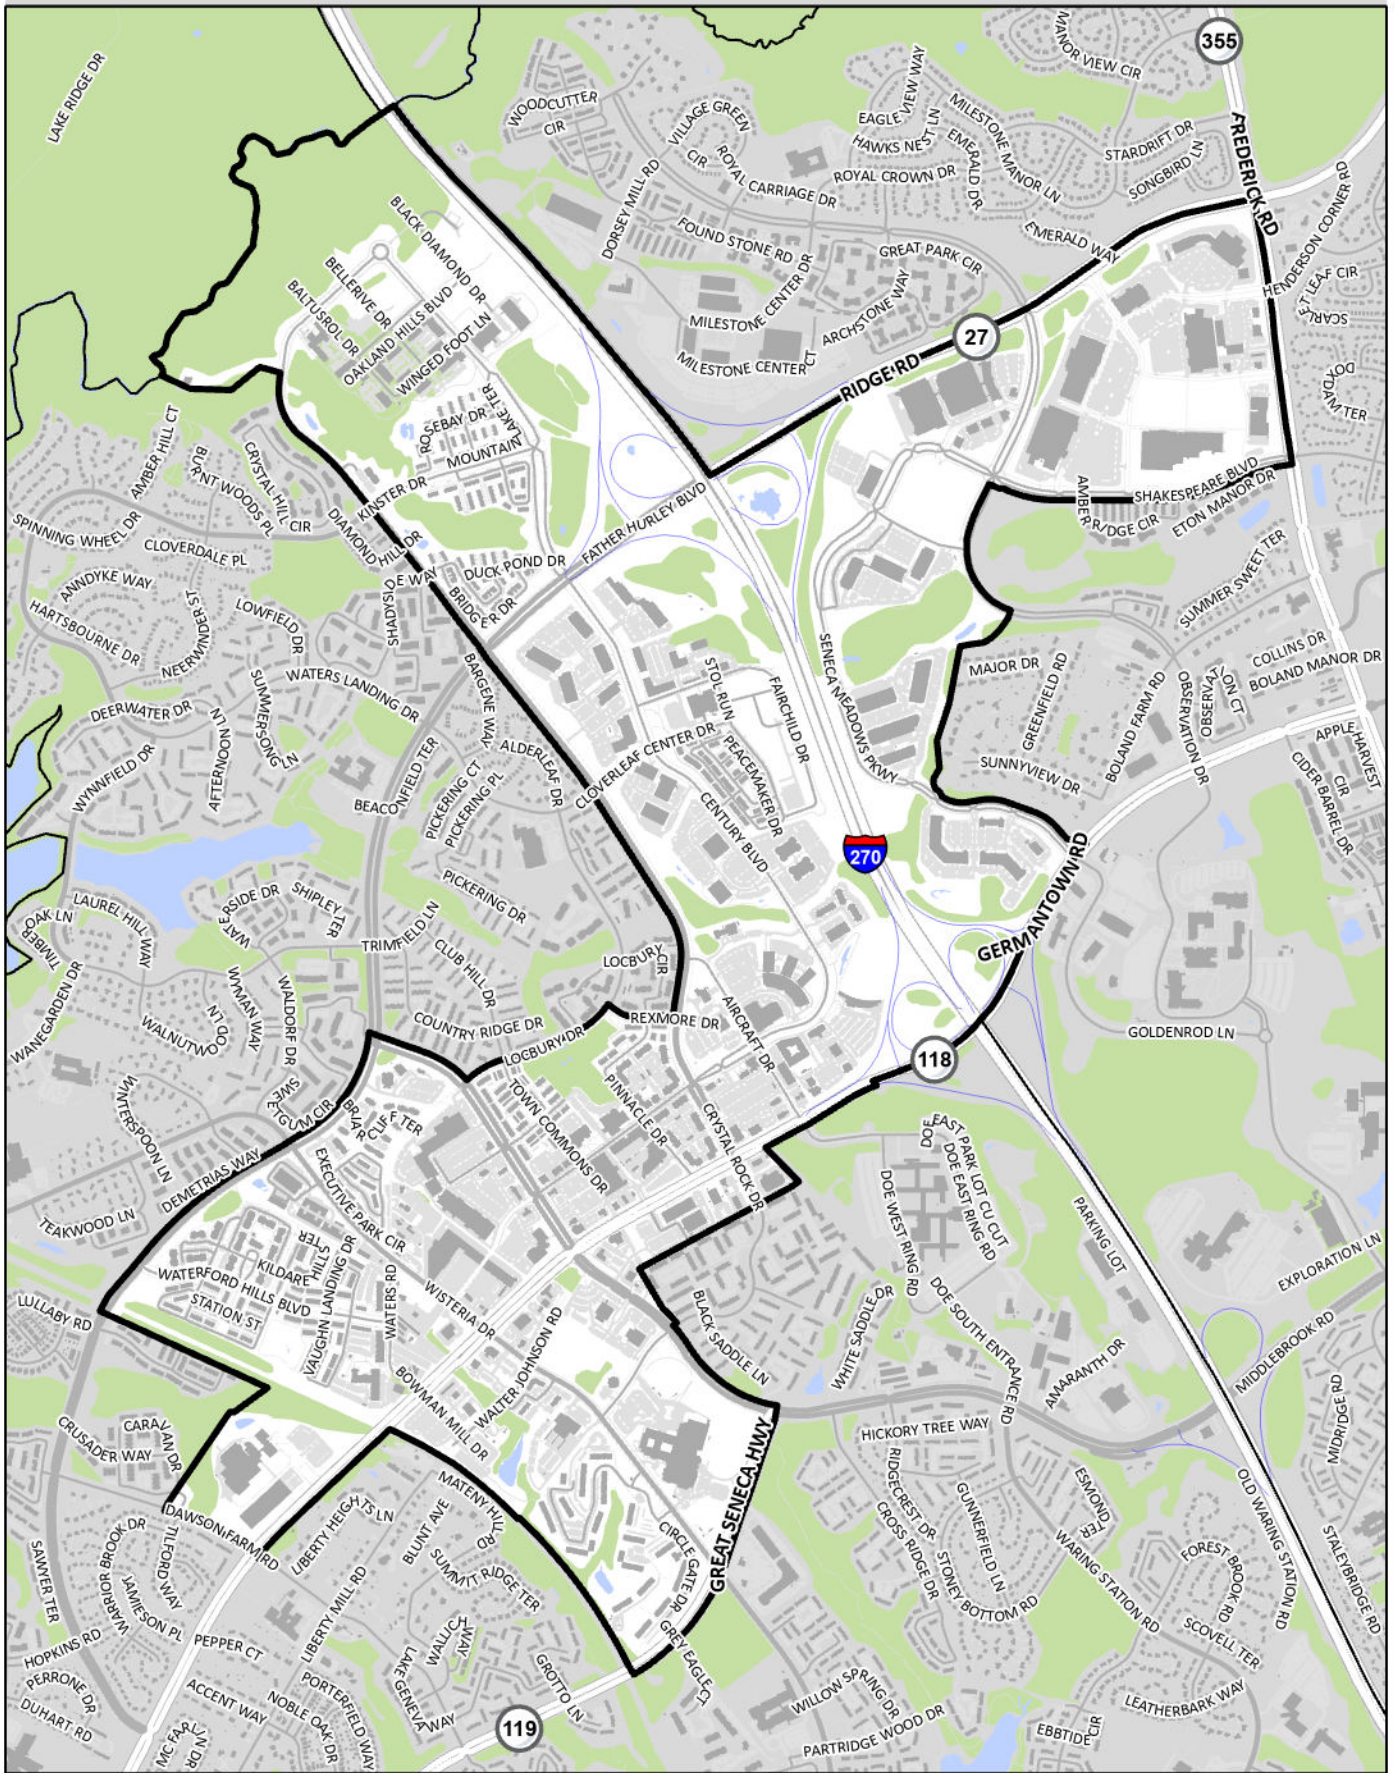 355
MANOR VIEW CIR
LAKE RIDGE DR
WOODCUTTER
CIR
VILLAGE GREEN
CIR
EAGLE VIEW WAY
HAWKS NEST LN
MILESTONE MANOR LN
EMERALD DR
STARDRIFT DR
SONGBIRD LN
FREDERICK RD
HENDERSON CORNER RD
ROYAL CARRIAGE DR
ROYAL CROWN DR
DORSEY MILL RD
FOUND STONE RD
GREAT PARK CIR
EMERALD WAY
BLACK DIAMOND DR
BELLERIVE DR
BALTUSROL DR
OAKLAND HILLS BLVD
WINGED FOOT LN
MILESTONE CENTER DR
ARCHSTONE WAY
MILESTONE CENTER CT
27
RIDGE RD
SCARLET LEAF CIR
ROSEBAY DR
MOUNTAIN
LAKE TER
AMBER HILL CT
BURNT WOODS PL
CRYSTAL HILL CIR
KINSTER DR
DIAMOND HILL DR
FATHER HURLEY BLVD
SHAKESPEARE BLVD
ETON MANOR DR
AMBER RIDGE CIR
SPINNING WHEEL DR
CLOVERDALE PL
DUCK POND DR
BRIDGER DR
SHADYSIDE WAY
ANNDYKE WAY
HARTSBOURNE DR
NEERWINDER ST
LOWFIELD DR
SUMMER SWEET TER
SENECA MEADOWS PKWY
MAJOR DR
GREENFIELD RD
COLLINS DR
BOLAND MANOR DR
BOLAND FARM RD
OBSERVATION CT
OBSERVATION DR
WATERS LANDING DR
SUMMERSONG LN
DEERWATER DR
AFTERNOON LN
WYNNFIELD DR
BARGENE WAY
ALDERLEAF DR
STOL RUN
FAIRCHILD DR
CLOVERLEAF CENTER DR
PEACEMAKER DR
CENTURY BLVD
SUNNYVIEW DR
APPLE HARVEST
CIR
CIDER BARREL DR
BEACONFIELD TER
PICKERING CT
PICKERING PL
PICKERING DR
270
GERMANTOWN RD
LAUREL HILL WAY
TIMBER OAK LN
WATERSIDE DR
SHIPLEY TER
TRIMFIELD LN
CLUB HILL DR
LOCBURY CIR
WANEGARDEN DR
WALNUTWOOD LN
WYMAN WAY
WALDORF DR
COUNTRY RIDGE DR
LOCBURY DR
REXMORE DR
AIRCRAFT DR
GOLDENROD LN
118
WINTERSPOON LN
SWEETGUM CIR
BRIARCLIFF TER
TOWN COMMONS DR
PINNACLE DR
CRYSTAL ROCK DR
DOE EAST PARK LOT CU CUT
DOE EAST RING RD
DOE WEST RING RD
PARKING LOT
TEAKWOOD LN
DEMETRIAS WAY
EXECUTIVE PARK CIR
EXPLORATION LN
KILDARE HILLS TER
WATERFORD HILLS BLVD
STATION ST
VAUGHN LANDING DR
WATERS RD
WISTERIA DR
LULLABY RD
BLACK SADDLE LN
WHITE SADDLE DR
DOE SOUTH ENTRANCE RD
AMARANTH DR
MIDDLEBROOK RD
MIDRIDGE RD
BOWMAN MILL DR
WALTER JOHNSON RD
GREAT SENECA HWY
HICKORY TREE WAY
CRUSADER WAY
CARAVAN DR
RIDGECREST DR
CROSS RIDGE DR
GUNNERFIELD LN
STONEY BOTTOM RD
ESMOND TER
WARING STATION RD
OLD WARING STATION RD
STALEYBRIDGE RD
DAWSON FARM RD
LIBERTY HEIGHTS LN
MATENY HILL RD
BLUNT AVE
SUMMIT RIDGE TER
CIRCLE GATE DR
GREY EAGLE CT
SAWYER TER
WARRIOR BROOK DR
TILFORD WAY
JAMIESON PL
LIBERTY MILL RD
FOREST BROOK RD
SCOVELL TER
HOPKINS RD
PERRONE DR
DUHART RD
PEPPER CT
ACCENT WAY
NOBLE OAK DR
PORTERFIELD WAY
LAKE GENEVA WAY
WALLICH WAY
GROTTO LN
119
WILLOW SPRING DR
PARTRIDGE WOOD DR
LEATHERBARK WAY
EBBTIDE CIR